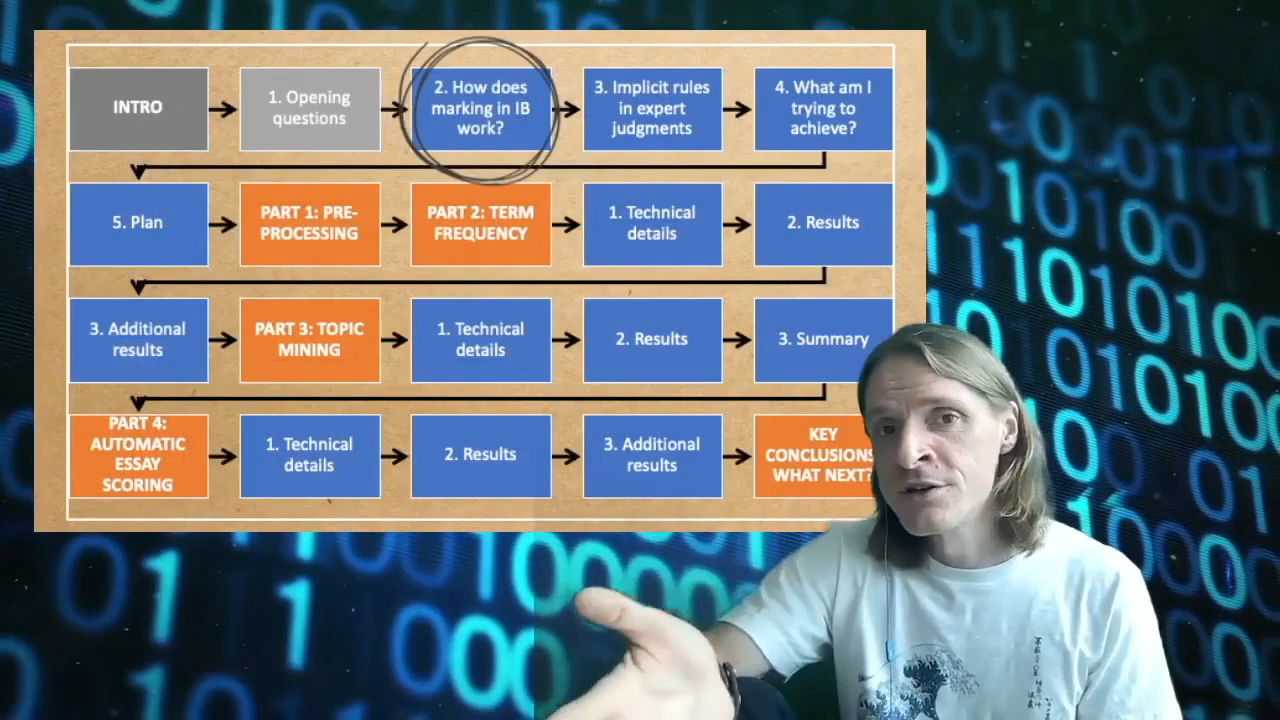 INTRO
1. Opening
questions
2. How does
marking in IB
work?
3. Implicit rules
in expert
judgments
4. What am I
trying to
achieve?
5. Plan
PART 1: PRE-
PROCESSING
PART 2: TERM
FREQUENCY
1. Technical
details
2. Results
3. Additional
results
PART 3: TOPIC
MINING
1. Technical
details
2. Results
3. Summary
PART 4:
AUTOMATIC
ESSAY
SCORING
1. Technical
details
2. Results
3. Additional
results
KEY
CONCLUSIONS
WHAT NEXT?